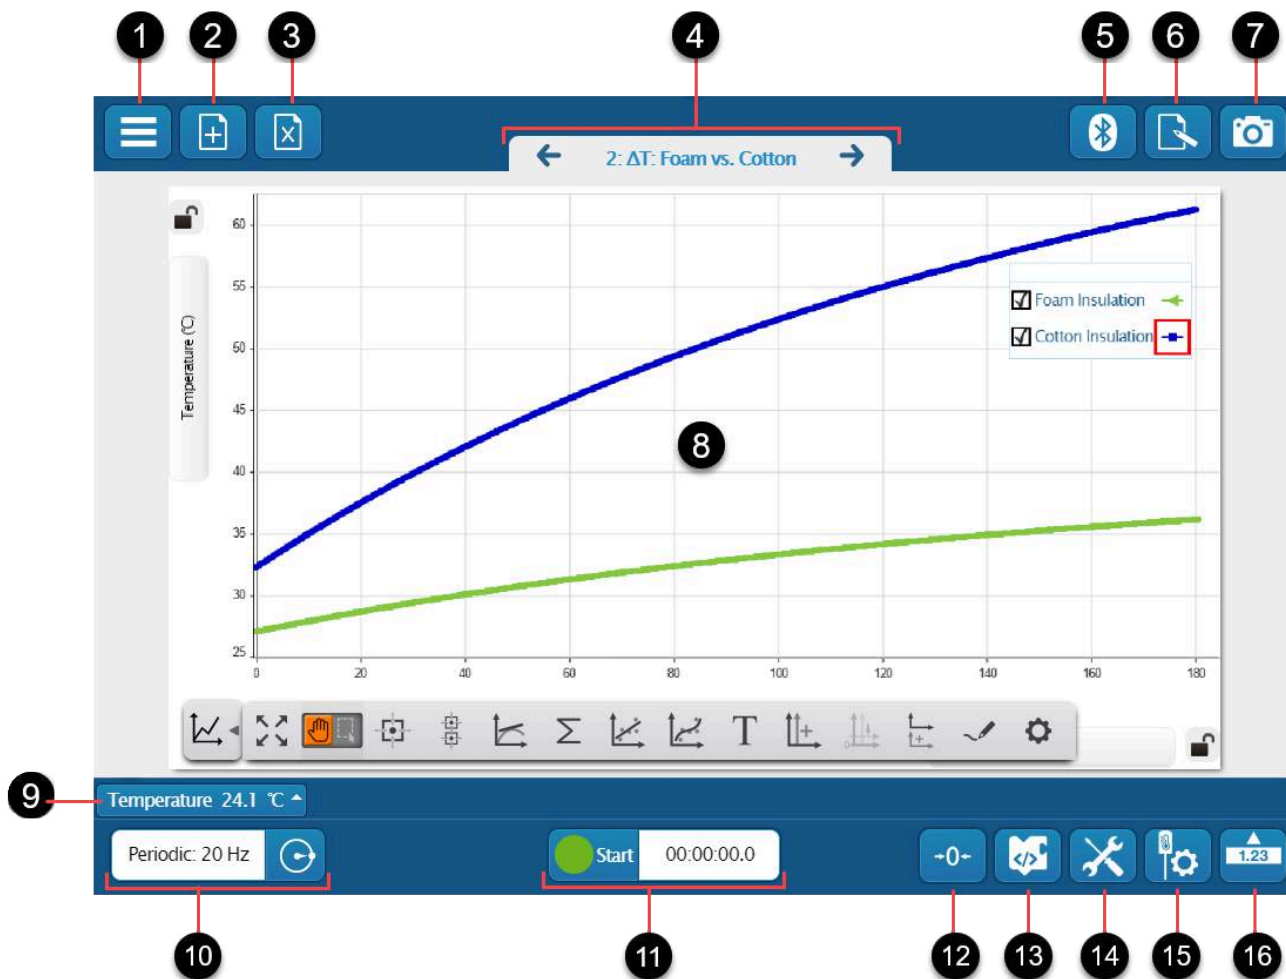 1 2 3 4 5 6 7
2: ΔT: Foam vs. Cotton
60
55
50
45
40
35
30
25
Temperature (℃)
Foam Insulation
Cotton Insulation
8
0 20 40 60 80 100 120 140 160 180
Σ T
9 Temperature 24.1 ℃
Periodic: 20 Hz
Start 00:00:00.0
→0←
</>
1.23
10 11 12 13 14 15 16